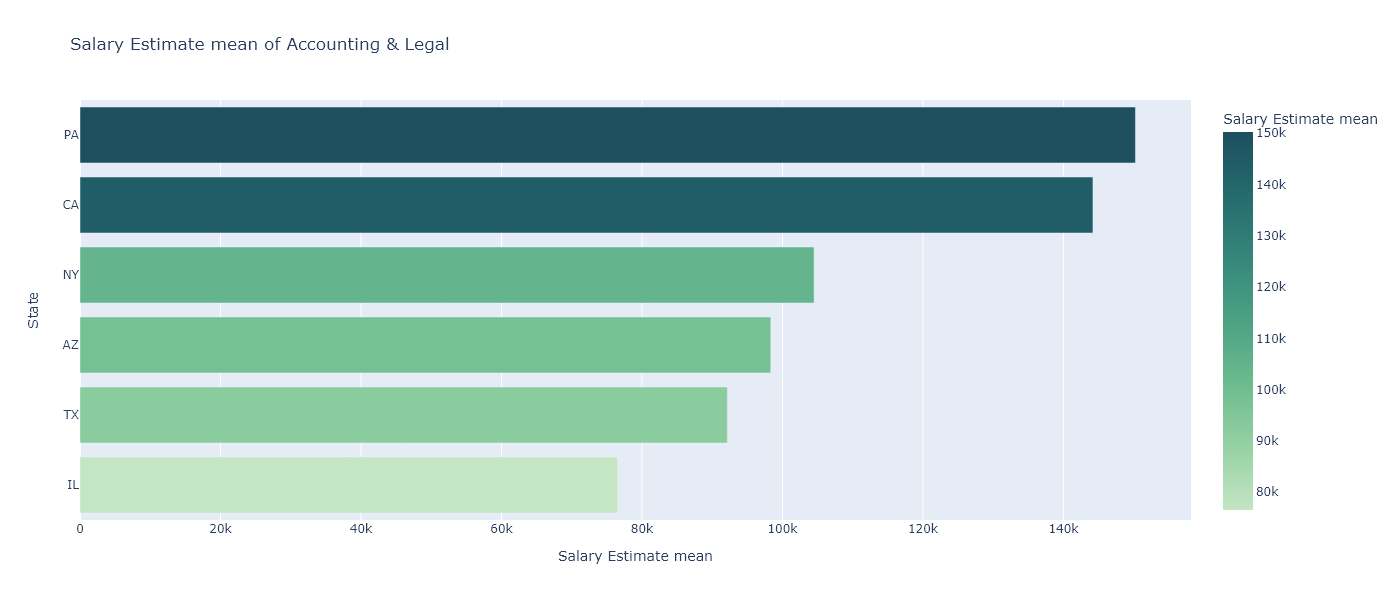 Salary Estimate mean of Accounting & Legal
Salary Estimate mean
150k
140k
130k
120k
110k
100k
90k
80k
State
PA
CA
NY
AZ
TX
IL
0 20k 40k 60k 80k 100k 120k 140k
Salary Estimate mean